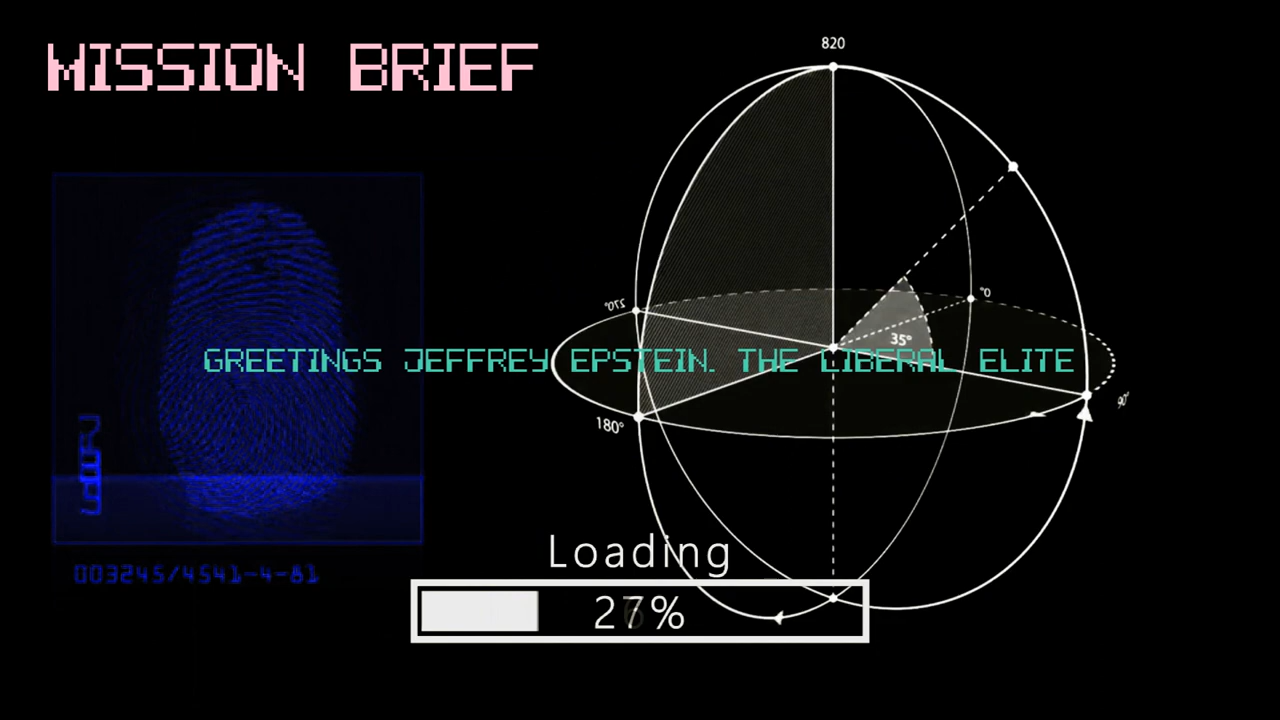 MISSION BRIEF
820
270°
0°
35°
GREETINGS JEFFREY EPSTEIN. THE LIBERAL ELITE
90°
180°
Loading
003245/4541-4-81
27%